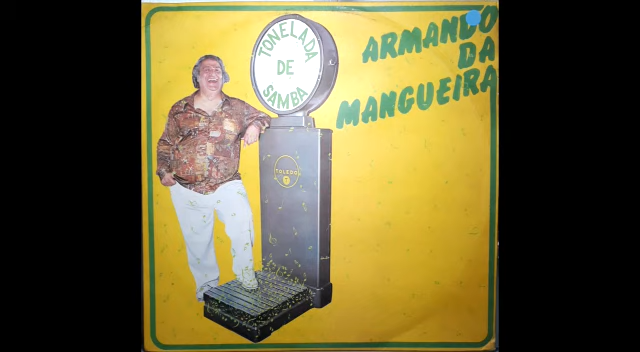 TONELADA
DE
SAMBA
ARMANDO
DA
MANGUEIRA
TOLEDO